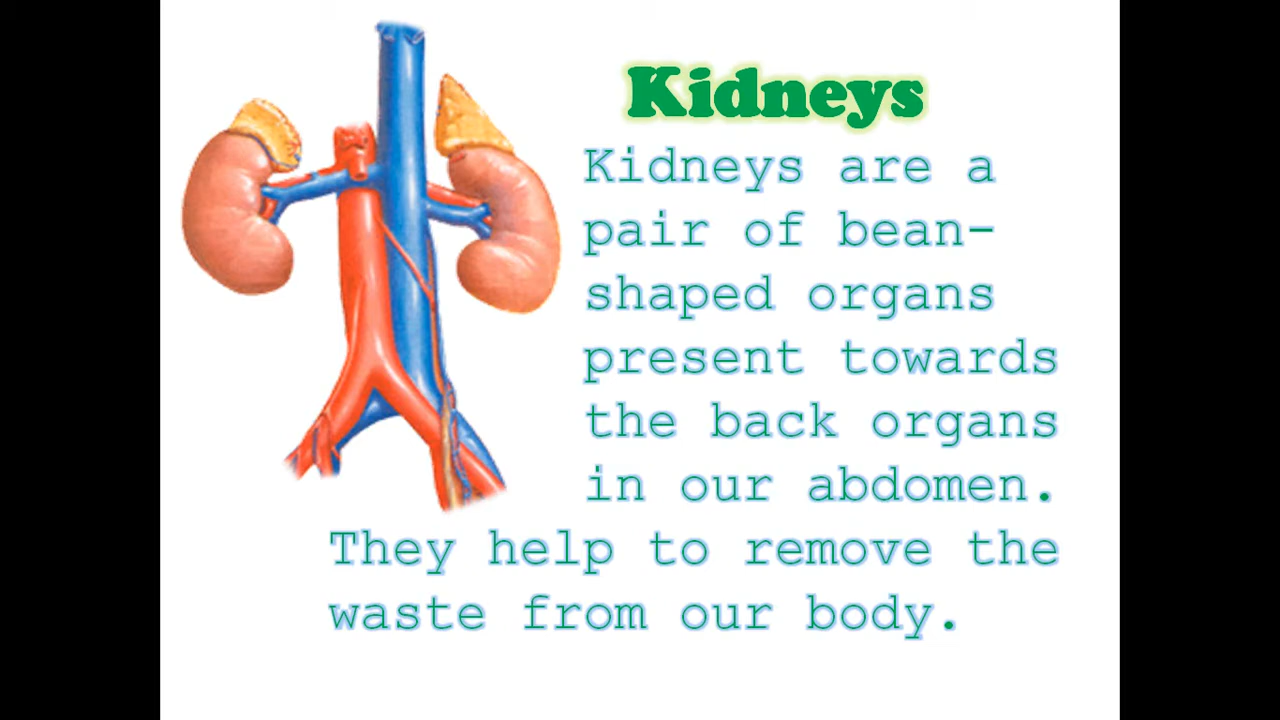 Kidneys
Kidneys are a
pair of bean-
shaped organs
present towards
the back organs
in our abdomen.
They help to remove the
waste from our body.